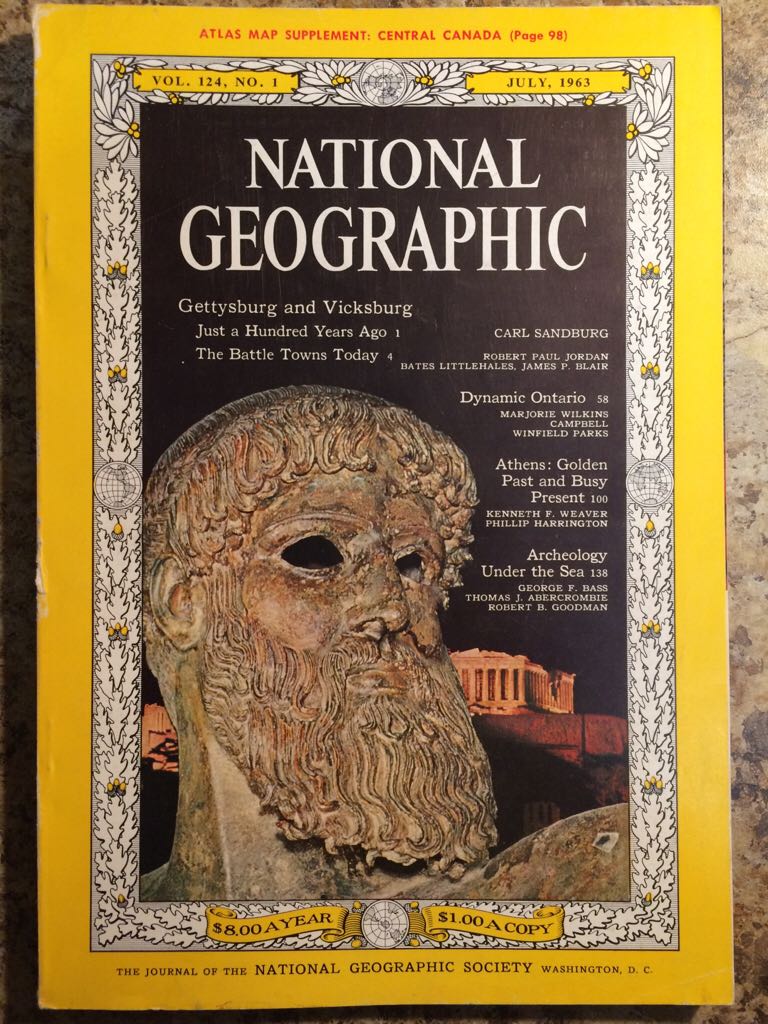 ATLAS MAP SUPPLEMENT: CENTRAL CANADA (Page 98)
VOL. 124, NO. 1
JULY, 1963
NATIONAL
GEOGRAPHIC
Gettysburg and Vicksburg
Just a Hundred Years Ago 1 CARL SANDBURG
The Battle Towns Today 4 ROBERT PAUL JORDAN
BATES LITTLEHALES, JAMES P. BLAIR
Dynamic Ontario 58
MARJORIE WILKINS
CAMPBELL
WINFIELD PARKS
Athens: Golden
Past and Busy
Present 100
KENNETH F. WEAVER
PHILLIP HARRINGTON
Archeology
Under the Sea 138
GEORGE F. BASS
THOMAS J. ABERCROMBIE
ROBERT B. GOODMAN
$8.00 A YEAR
$1.00 A COPY
THE JOURNAL OF THE NATIONAL GEOGRAPHIC SOCIETY WASHINGTON, D. C.